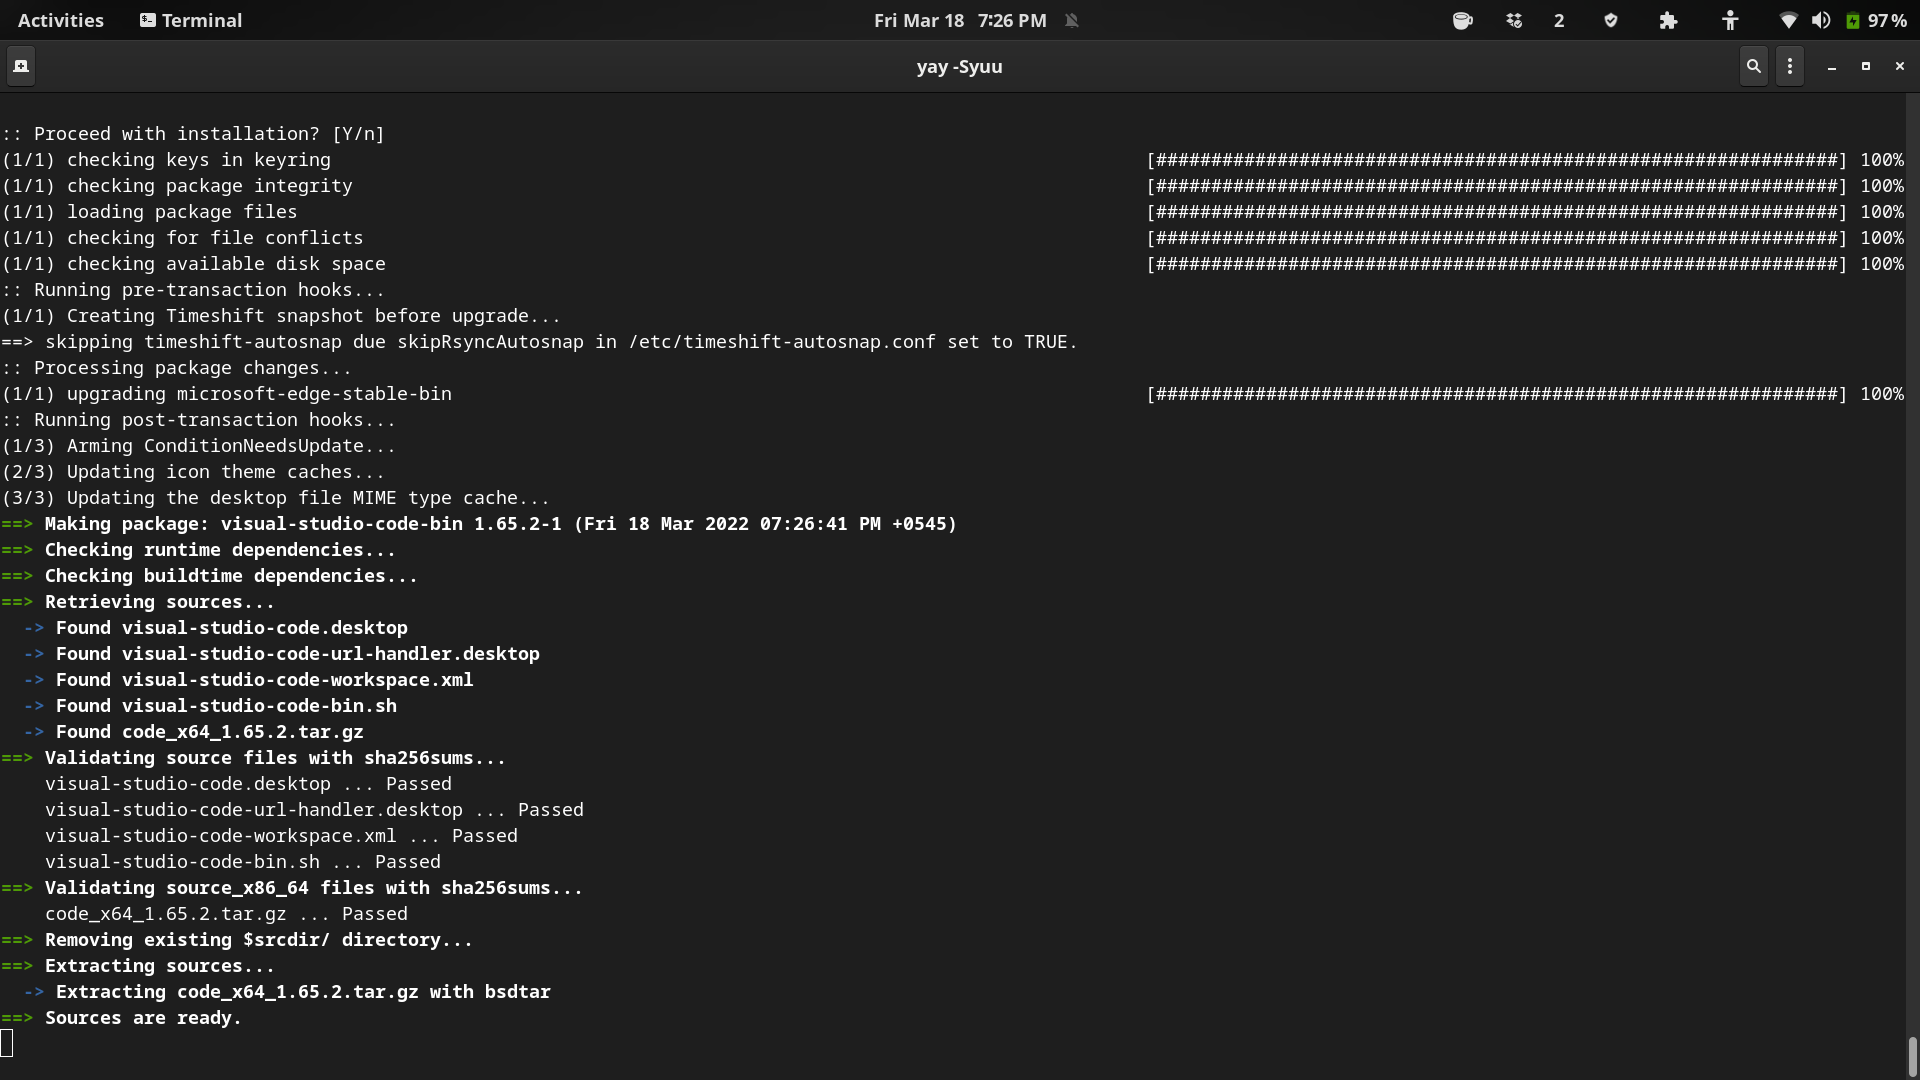 Activities Terminal Fri Mar 18 7:26 PM 2 97%
yay -Syuu
:: Proceed with installation? [Y/n]
(1/1) checking keys in keyring [##############################################################] 100%
(1/1) checking package integrity [##############################################################] 100%
(1/1) loading package files [##############################################################] 100%
(1/1) checking for file conflicts [##############################################################] 100%
(1/1) checking available disk space [##############################################################] 100%
:: Running pre-transaction hooks...
(1/1) Creating Timeshift snapshot before upgrade...
==> skipping timeshift-autosnap due skipRsyncAutosnap in /etc/timeshift-autosnap.conf set to TRUE.
:: Processing package changes...
(1/1) upgrading microsoft-edge-stable-bin [##############################################################] 100%
:: Running post-transaction hooks...
(1/3) Arming ConditionNeedsUpdate...
(2/3) Updating icon theme caches...
(3/3) Updating the desktop file MIME type cache...
==> Making package: visual-studio-code-bin 1.65.2-1 (Fri 18 Mar 2022 07:26:41 PM +0545)
==> Checking runtime dependencies...
==> Checking buildtime dependencies...
==> Retrieving sources...
-> Found visual-studio-code.desktop
-> Found visual-studio-code-url-handler.desktop
-> Found visual-studio-code-workspace.xml
-> Found visual-studio-code-bin.sh
-> Found code_x64_1.65.2.tar.gz
==> Validating source files with sha256sums...
visual-studio-code.desktop ... Passed
visual-studio-code-url-handler.desktop ... Passed
visual-studio-code-workspace.xml ... Passed
visual-studio-code-bin.sh ... Passed
==> Validating source_x86_64 files with sha256sums...
code_x64_1.65.2.tar.gz ... Passed
==> Removing existing $srcdir/ directory...
==> Extracting sources...
-> Extracting code_x64_1.65.2.tar.gz with bsdtar
==> Sources are ready.